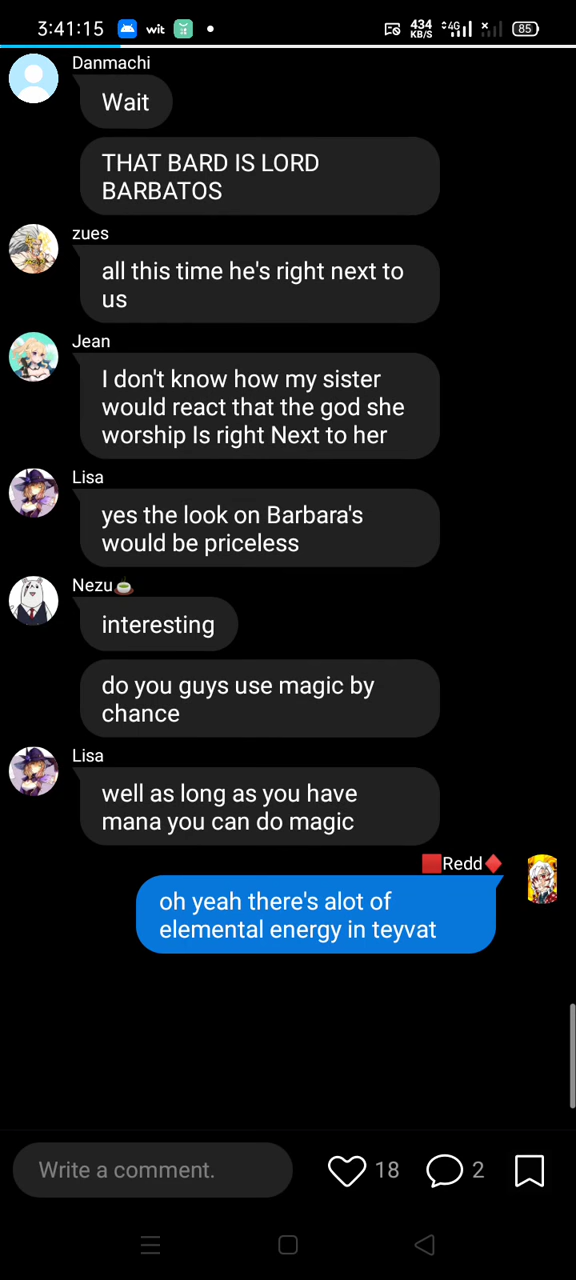 3:41:15 wit 434 KB/S 4G 85
Danmachi
Wait
THAT BARD IS LORD
BARBATOS
zues
all this time he's right next to
us
Jean
I don't know how my sister
would react that the god she
worship Is right Next to her
Lisa
yes the look on Barbara's
would be priceless
Nezu🍵
interesting
do you guys use magic by
chance
Lisa
well as long as you have
mana you can do magic
🟥Redd♦️
oh yeah there's alot of
elemental energy in teyvat
Write a comment. 18 2